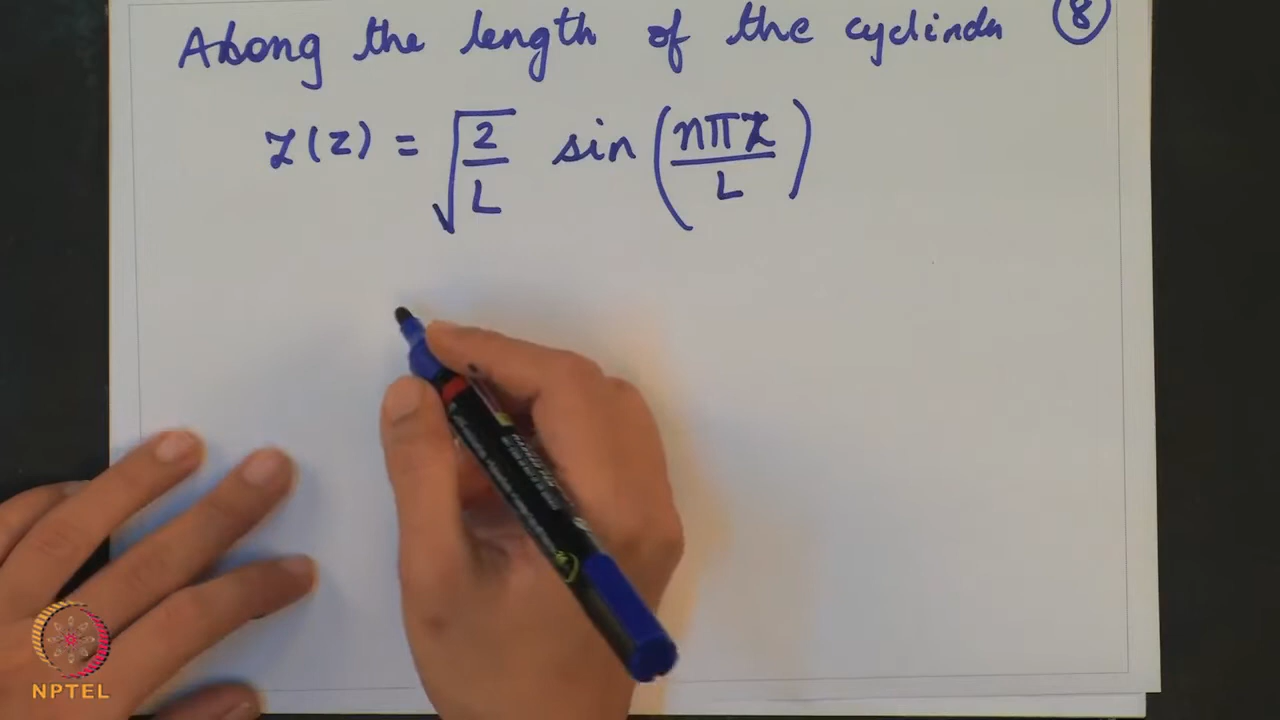 Along the length of the cylinder ⑧
Z(z) = √(2/L) sin(nπz/L)
NPTEL